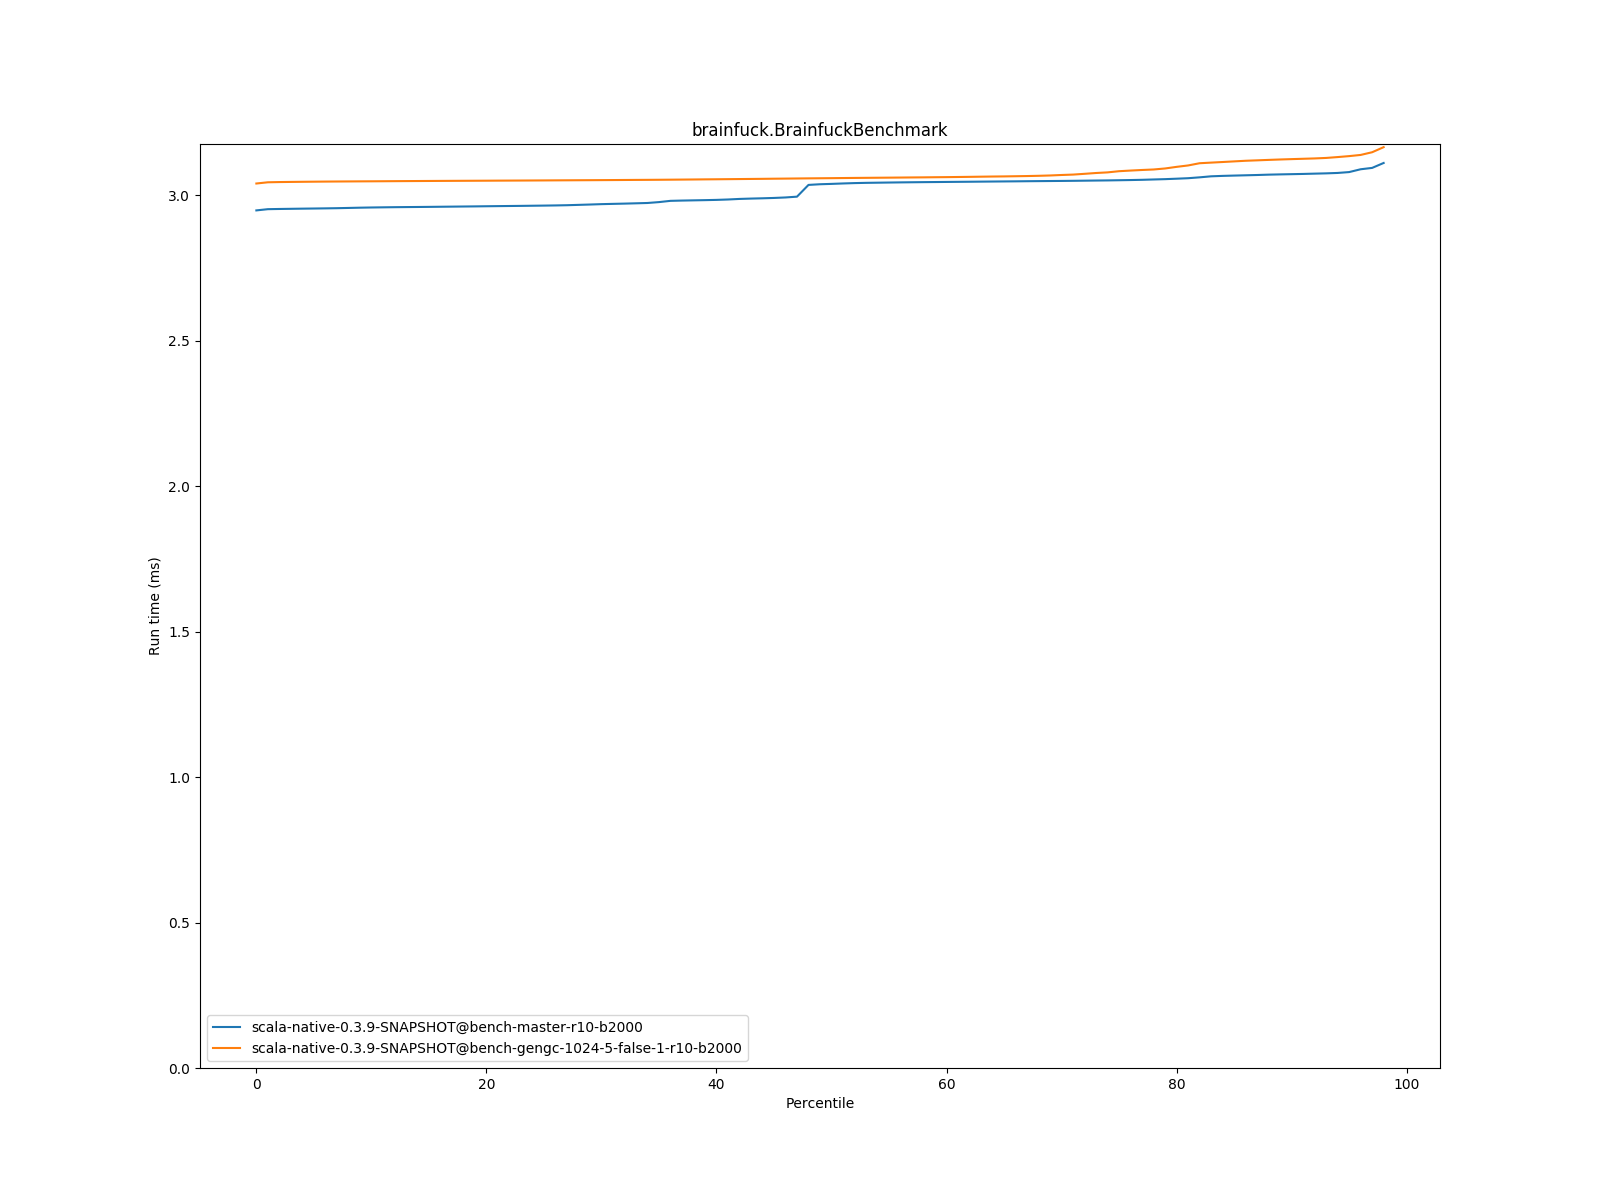 brainfuck.BrainfuckBenchmark
Run time (ms)
3.0
2.5
2.0
1.5
1.0
0.5
0.0
scala-native-0.3.9-SNAPSHOT@bench-master-r10-b2000
scala-native-0.3.9-SNAPSHOT@bench-gengc-1024-5-false-1-r10-b2000
0 20 40 60 80 100
Percentile